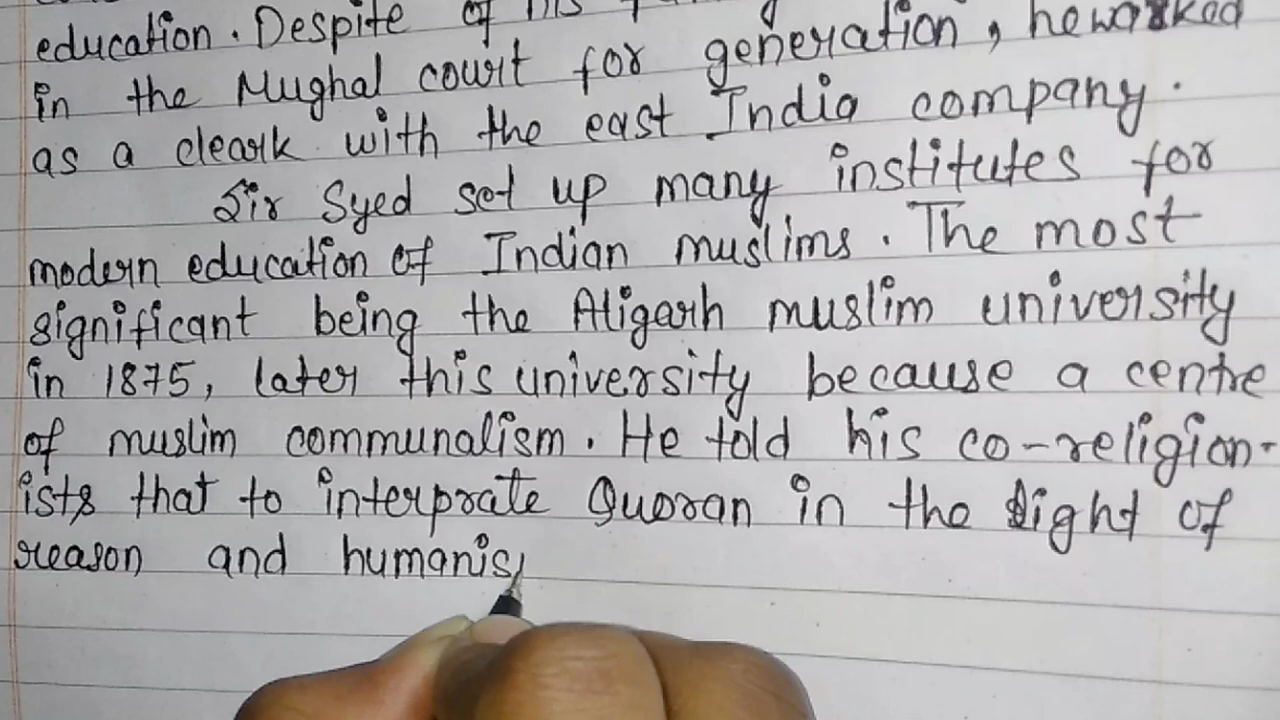 education. Despite of his
in the Mughal court for generation, he worked
as a cleark with the east India company.
Sir Syed set up many institutes for
modern education of Indian muslims. The most
significant being the Aligarh muslim university
in 1875, later this university because a centre
of muslim communalism. He told his co-religion-
ists that to interprate Quoran in the light of
reason and humanis